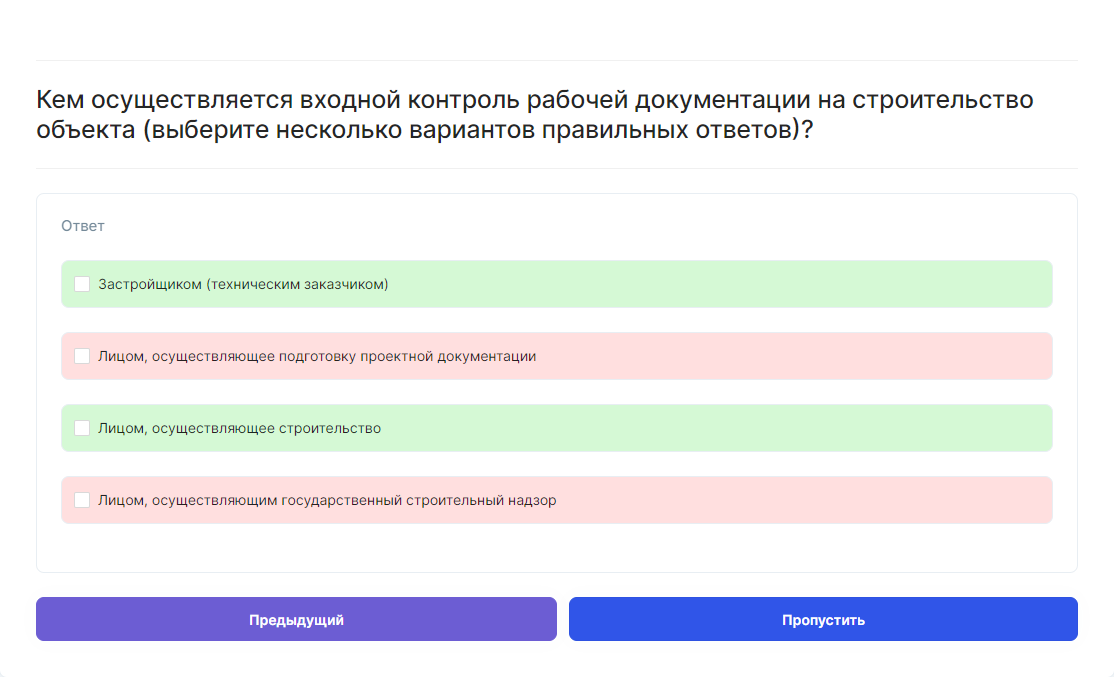 Кем осуществляется входной контроль рабочей документации на строительство
объекта (выберите несколько вариантов правильных ответов)?
Ответ
Застройщиком (техническим заказчиком)
Лицом, осуществляющее подготовку проектной документации
Лицом, осуществляющее строительство
Лицом, осуществляющим государственный строительный надзор
Предыдущий
Пропустить